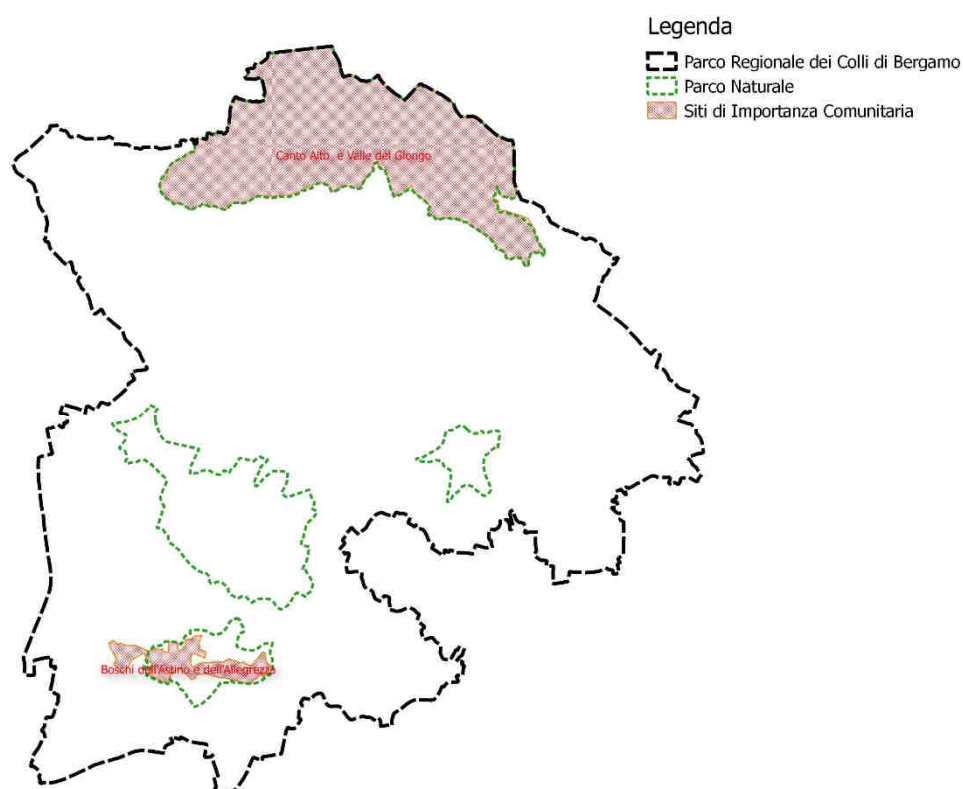 Legenda
Parco Regionale dei Colli di Bergamo
Parco Naturale
Siti di Importanza Comunitaria
Canto Alto e Valle del Giongo
Boschi dell'Astino e dell'Allegrezza